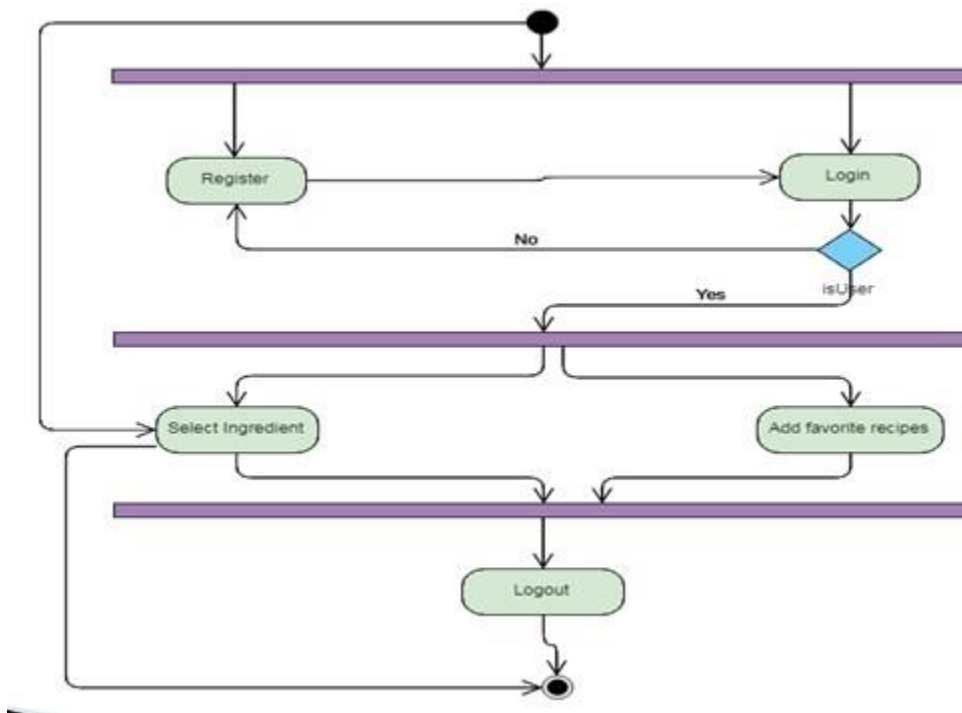 Register
Login
No
isUser
Yes
Select Ingredient
Add favorite recipes
Logout